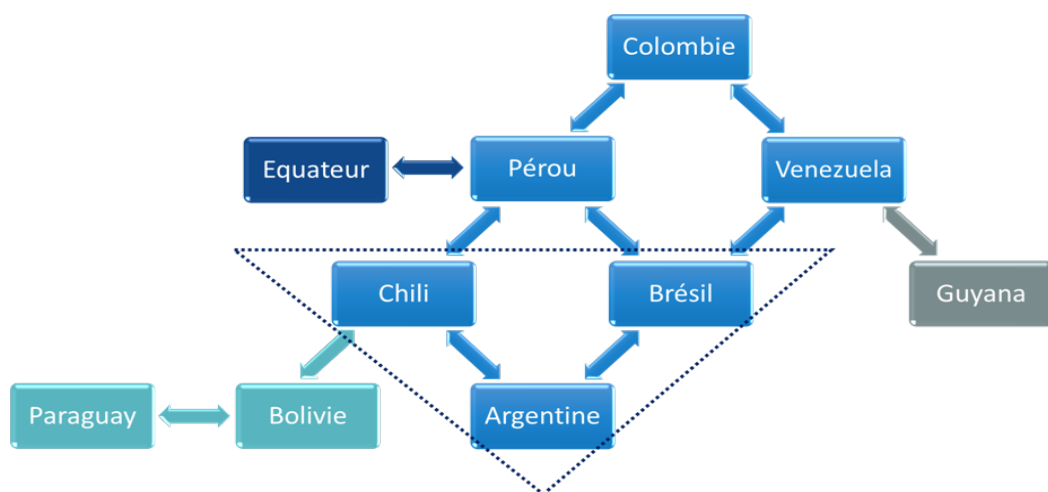 Colombie
Equateur
Pérou
Venezuela
Chili
Brésil
Guyana
Paraguay
Bolivie
Argentine